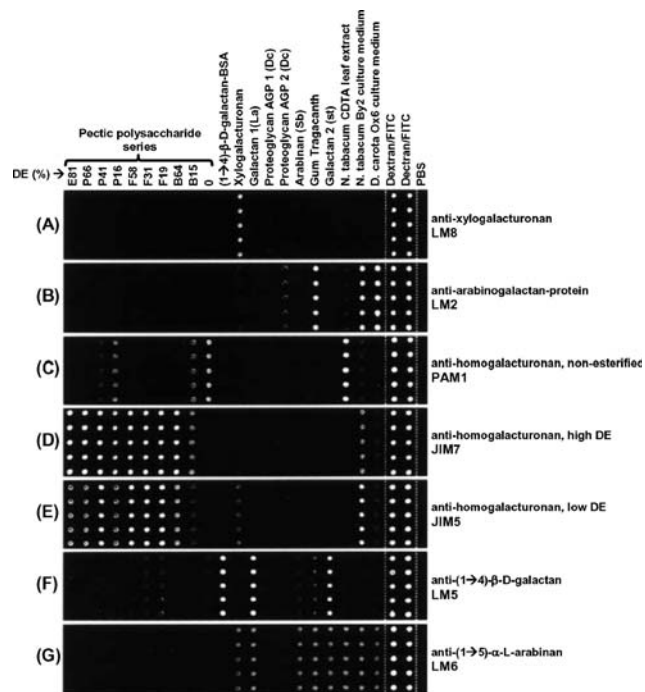 Pectic polysaccharide
series
DE (%) →
E81
P66
P41
P16
F58
F31
F19
B64
B15
0
(1→4)-β-D-galactan-BSA
Xylogalacturonan
Galactan 1(La)
Proteoglycan AGP 1 (Dc)
Proteoglycan AGP 2 (Dc)
Arabinan (Sb)
Gum Tragacanth
Galactan 2 (st)
N. tabacum CDTA leaf extract
N. tabacum By2 culture medium
D. carota Ox6 culture medium
Dextran/FITC
Dectran/FITC
PBS
(A)
anti-xylogalacturonan
LM8
(B)
anti-arabinogalactan-protein
LM2
(C)
anti-homogalacturonan, non-esterified
PAM1
(D)
anti-homogalacturonan, high DE
JIM7
(E)
anti-homogalacturonan, low DE
JIM5
(F)
anti-(1→4)-β-D-galactan
LM5
(G)
anti-(1→5)-α-L-arabinan
LM6